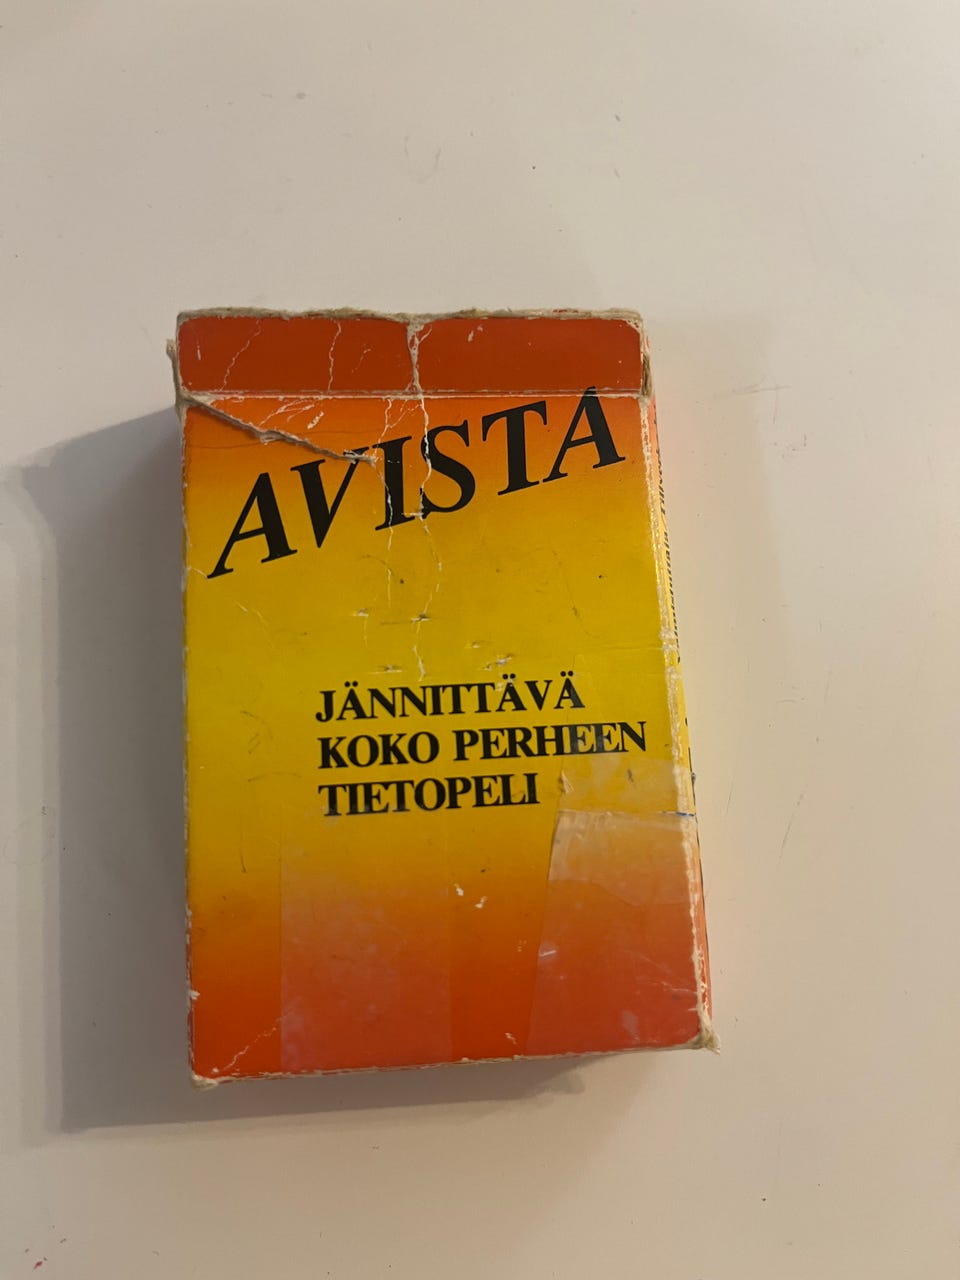 AVISTA
JÄNNITTÄVÄ
KOKO PERHEEN
TIETOPELI